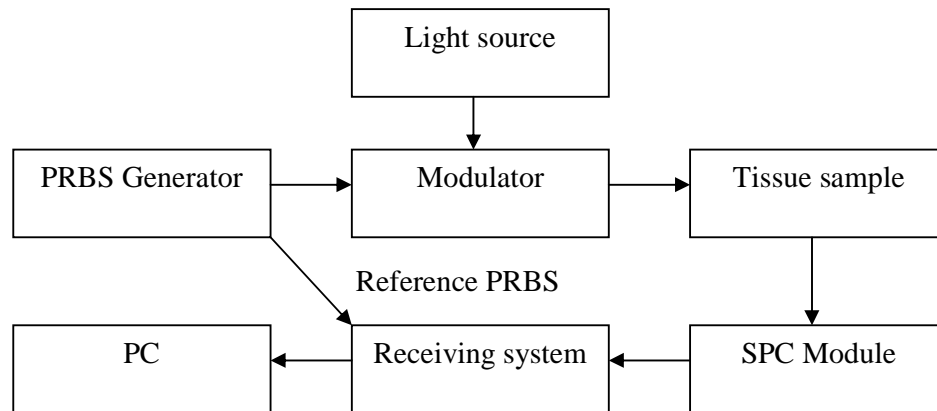 Light source
PRBS Generator
Modulator
Tissue sample
Reference PRBS
PC
Receiving system
SPC Module